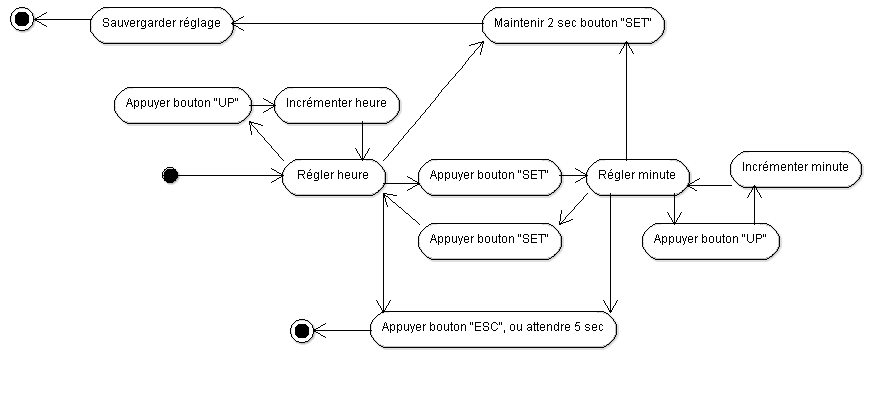 Sauvergarder réglage
Maintenir 2 sec bouton "SET"
Appuyer bouton "UP"
Incrémenter heure
Régler heure
Appuyer bouton "SET"
Régler minute
Incrémenter minute
Appuyer bouton "SET"
Appuyer bouton "UP"
Appuyer bouton "ESC", ou attendre 5 sec